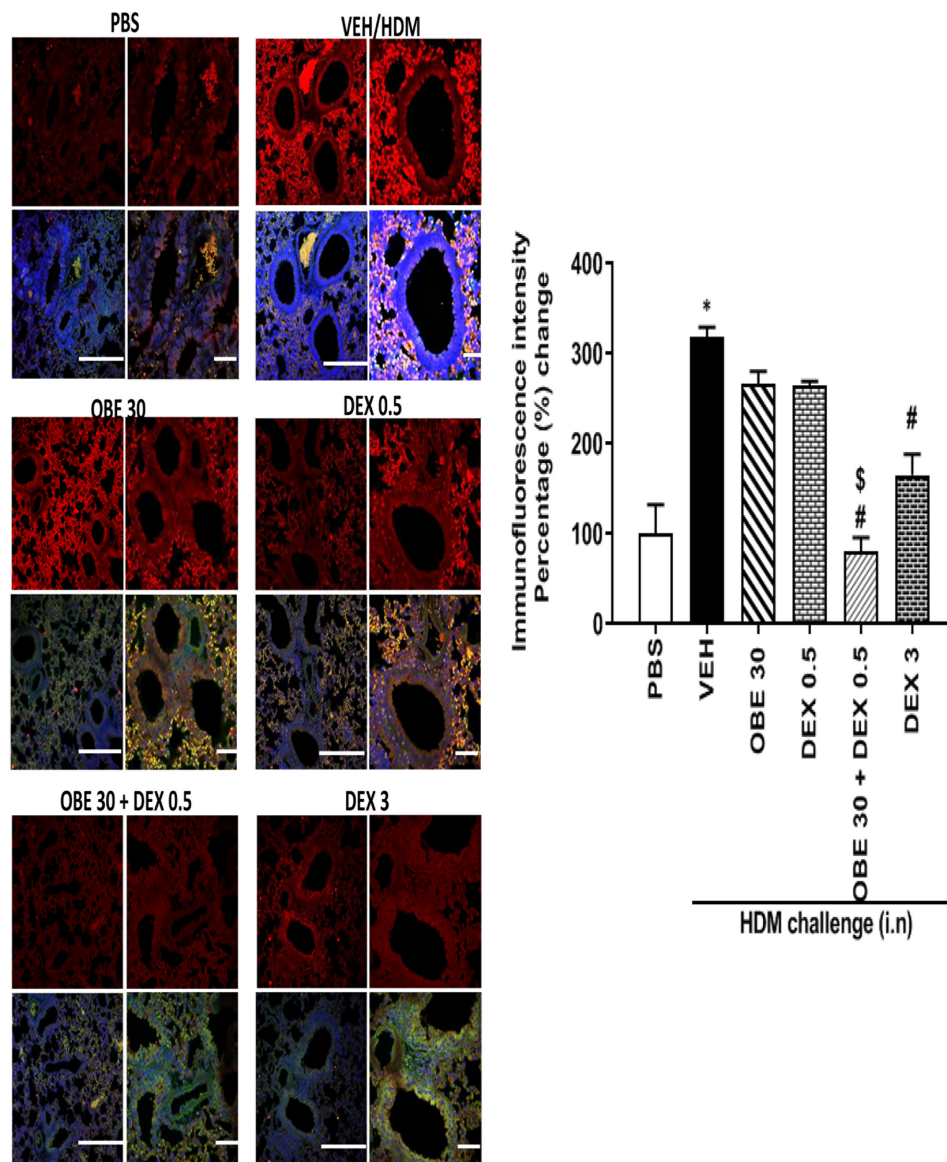 PBS
VEH/HDM
OBE 30
DEX 0.5
OBE 30 + DEX 0.5
DEX 3
Immunofluorescence intensity
Percentage (%) change
400
300
200
100
0
*
$
#
#
PBS
VEH
OBE 30
DEX 0.5
OBE 30 + DEX 0.5
DEX 3
HDM challenge (i.n)